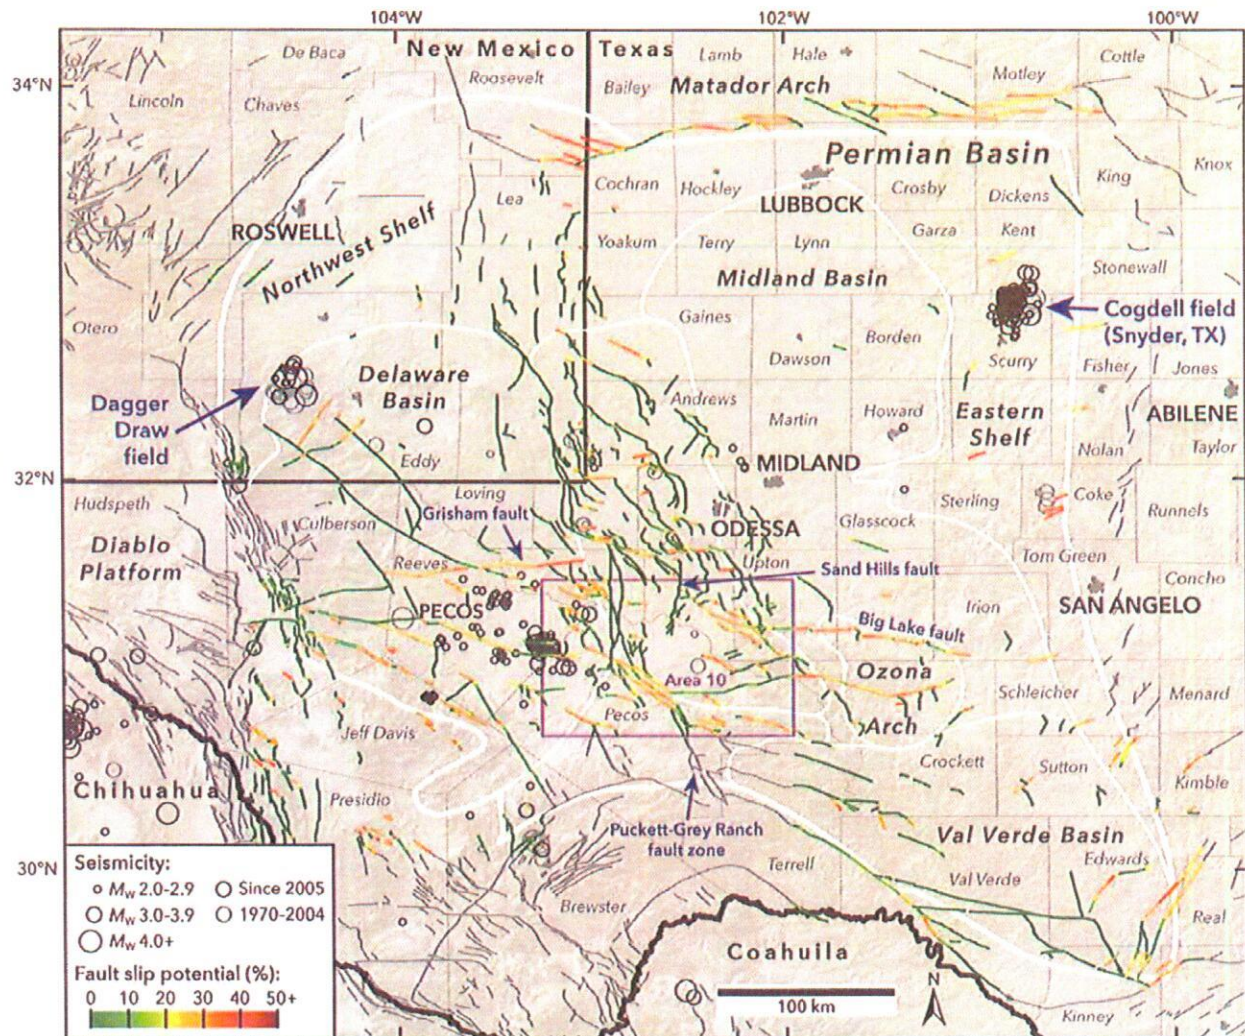 104°W
102°W
100°W
34°N
32°N
30°N
New Mexico
Texas
De Baca
Roosevelt
Lamb
Hale
Motley
Cottle
Lincoln
Chaves
Bailey
Matador Arch
Permian Basin
Cochran
Hockley
Crosby
Dickens
King
Knox
Lea
LUBBOCK
ROSWELL
Northwest Shelf
Yoakum
Terry
Lynn
Garza
Kent
Stonewall
Midland Basin
Otero
Gaines
Borden
Cogdell field
(Snyder, TX)
Dawson
Scurry
Fisher
Jones
Delaware
Basin
Dagger
Draw
field
Andrews
Martin
Howard
Eastern
Shelf
ABILENE
Nolan
Taylor
Eddy
MIDLAND
Hudspeth
Loving
Culberson
Grisham fault
ODESSA
Glasscock
Sterling
Coke
Runnels
Diablo
Platform
Reeves
Upton
Sand Hills fault
Tom Green
Concho
PECOS
Irion
SAN ANGELO
Big Lake fault
Area 10
Ozona
Arch
Schleicher
Menard
Pecos
Jeff Davis
Crockett
Sutton
Kimble
Chihuahua
Presidio
Puckett-Grey Ranch
fault zone
Val Verde Basin
Terrell
Val Verde
Edwards
Real
Brewster
Coahuila
N
100 km
Kinney
Seismicity:
Mw 2.0-2.9
Since 2005
Mw 3.0-3.9
1970-2004
Mw 4.0+
Fault slip potential (%):
0 10 20 30 40 50+